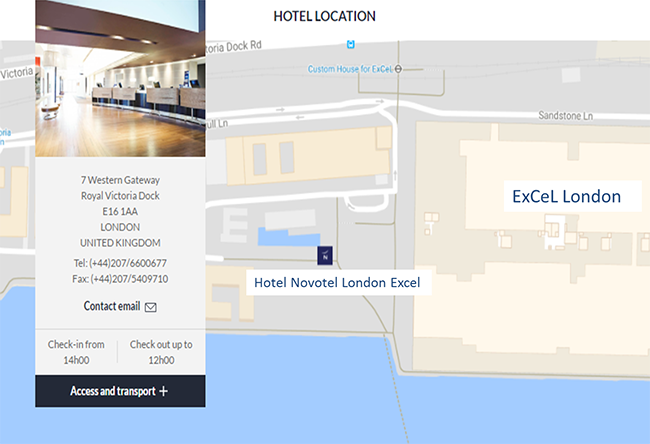 HOTEL LOCATION
toria Dock Rd
Victoria
Custom House for ExCeL
Sandstone Ln
ull Ln
ExCeL London
7 Western Gateway
Royal Victoria Dock
E16 1AA
LONDON
UNITED KINGDOM
Tel: (+44)207/6600677
Fax: (+44)207/5409710
Contact email
N
Hotel Novotel London Excel
Check-in from
14h00
Check out up to
12h00
Access and transport +